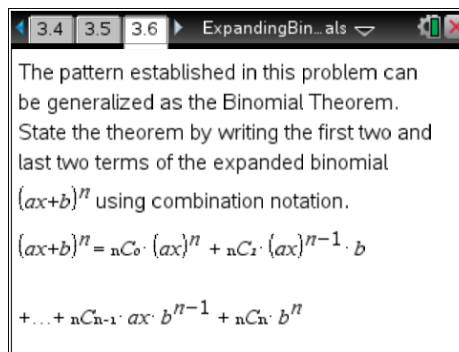 3.4 3.5 3.6 ExpandingBin…als
The pattern established in this problem can
be generalized as the Binomial Theorem.
State the theorem by writing the first two and
last two terms of the expanded binomial
(ax+b)ⁿ using combination notation.
(ax+b)ⁿ = ₙC₀· (ax)ⁿ + ₙC₁· (ax)ⁿ⁻¹· b
+...+ ₙCₙ₋₁· ax· bⁿ⁻¹ + ₙCₙ· bⁿ